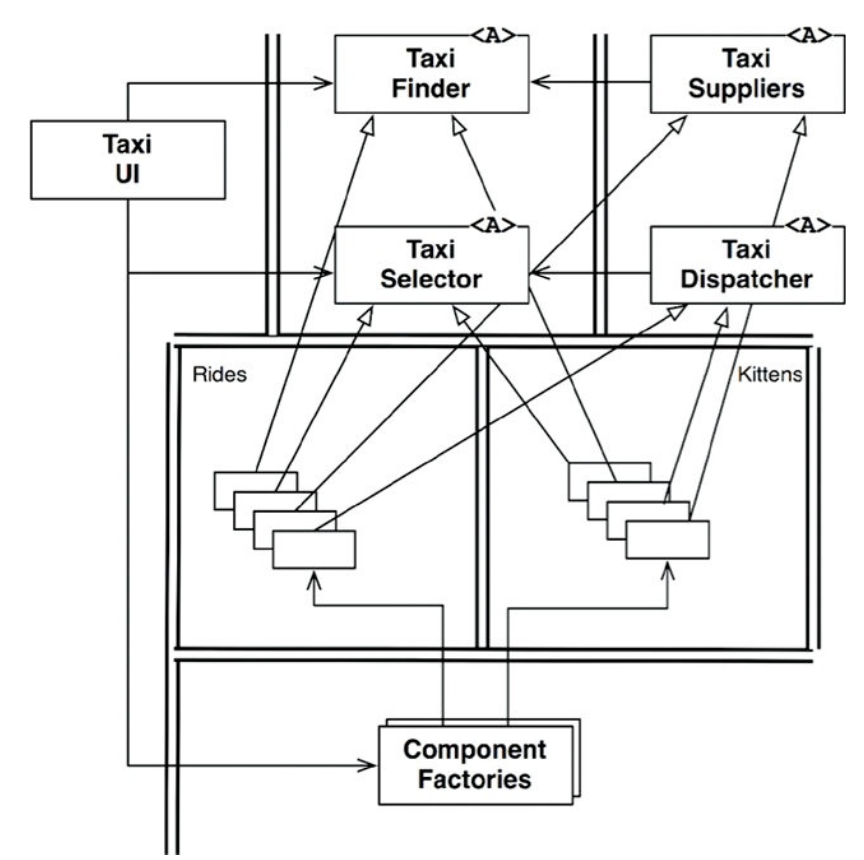 <A>
Taxi
Finder
<A>
Taxi
Suppliers
Taxi
UI
<A>
Taxi
Selector
<A>
Taxi
Dispatcher
Rides
Kittens
Component
Factories